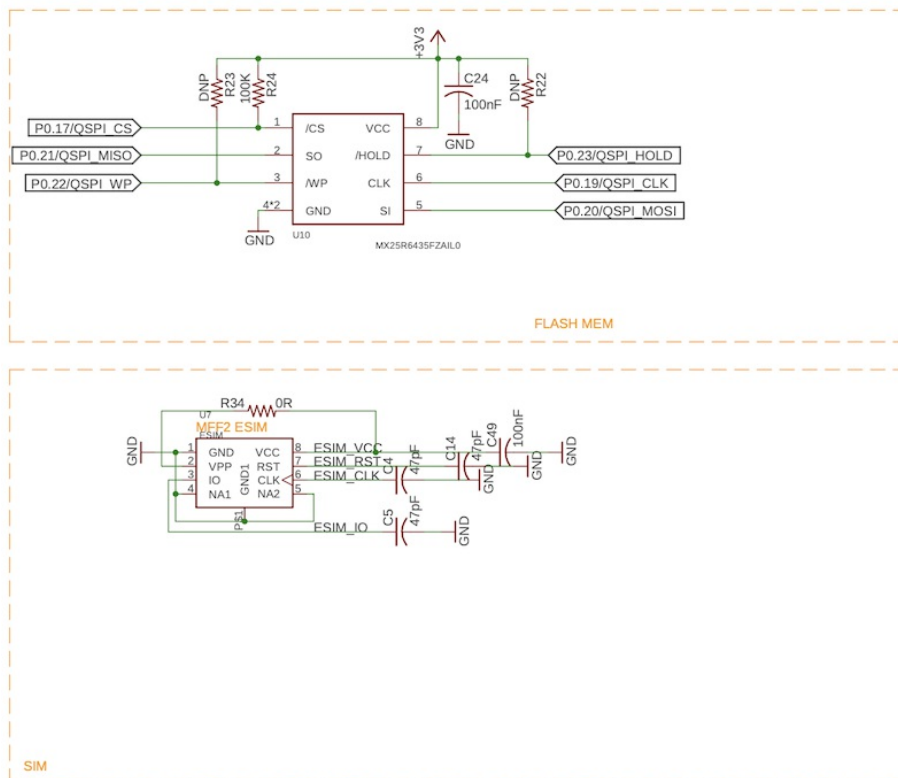 +3V3
DNP
R23
100K
R24
C24
100nF
DNP
R22
GND
P0.17/QSPI_CS
1
/CS
VCC
8
P0.21/QSPI_MISO
2
SO
/HOLD
7
P0.23/QSPI_HOLD
P0.22/QSPI_WP
3
/WP
CLK
6
P0.19/QSPI_CLK
4*2
GND
SI
5
P0.20/QSPI_MOSI
GND
U10
MX25R6435FZAIL0
FLASH MEM
R34
0R
U7
MFF2 ESIM
ESIM
GND
1
GND
VCC
8
ESIM_VCC
2
VPP
RST
7
ESIM_RST
3
IO
CLK
6
ESIM_CLK
4
NA1
NA2
5
GND1
C4
47pF
C14
47pF
C49
100nF
GND
GND
GND
ESIM_IO
C5
47pF
GND
SIM